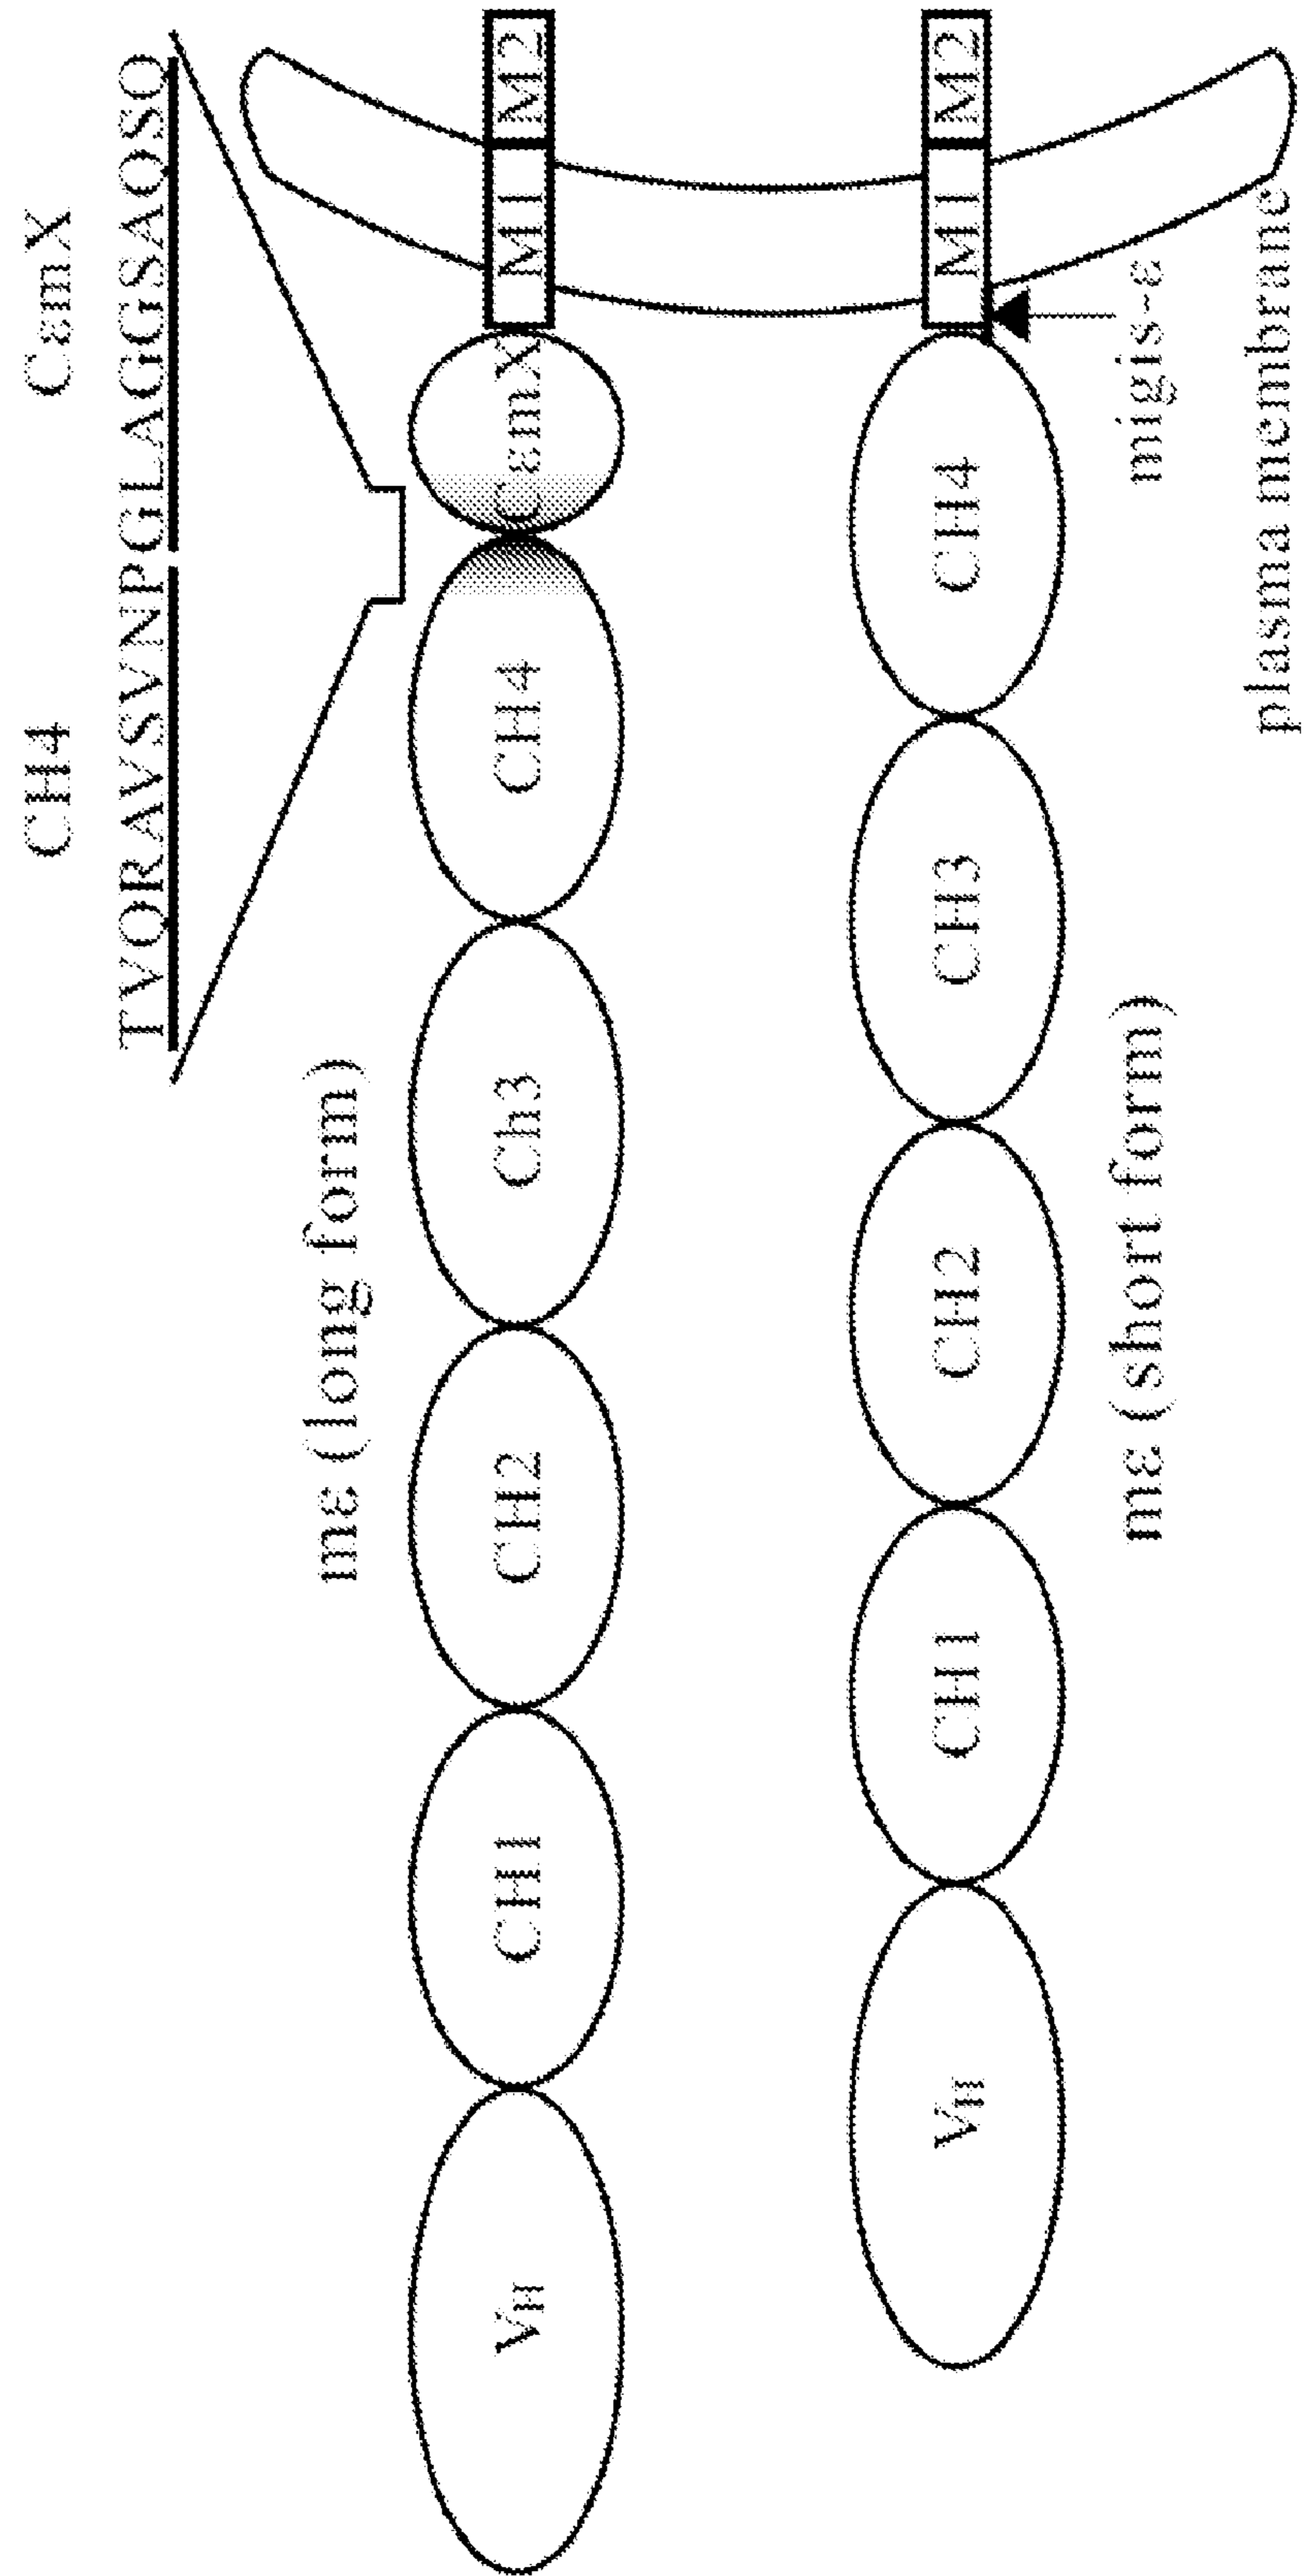 CH4 CεmX
TVQRAVSVNPGLAGGSAQSQ
mε (long form)
VH CH1 CH2 Ch3 CH4 CεmX M1 M2
VH CH1 CH2 CH3 CH4 M1 M2
mε (short form) migis-ε
plasma membrane